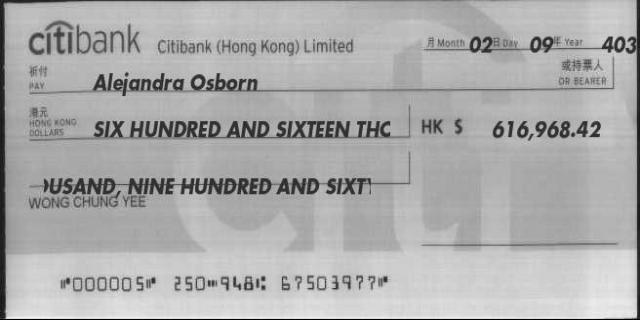 citibank Citibank (Hong Kong) Limited
月 Month 02 日 Day 09 年 Year 403
祈付 或持票人
PAY Alejandra Osborn OR BEARER
港元
HONG KONG
DOLLARS SIX HUNDRED AND SIXTEEN THO HK $ 616,968.42
OUSAND, NINE HUNDRED AND SIXTY
WONG CHUNG YEE
⑈000005⑈ 250⑉948⑆ 67503977⑈